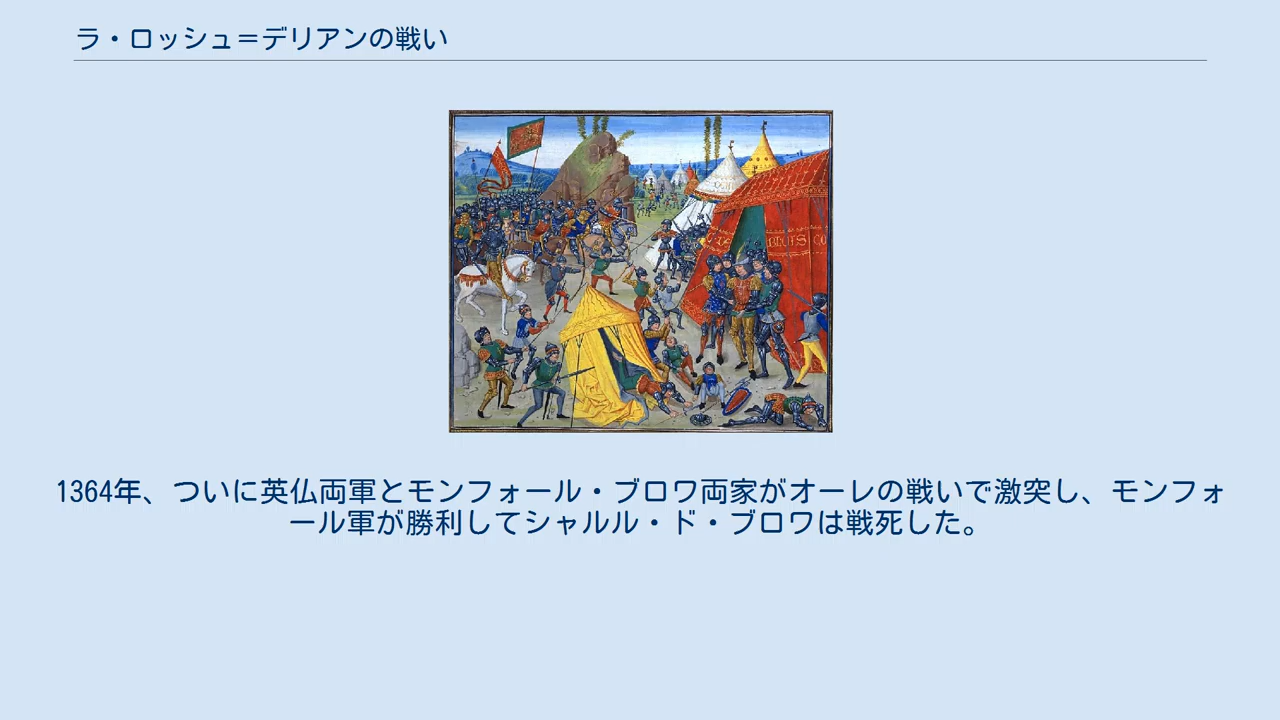 ラ・ロッシュ＝デリアンの戦い
1364年、ついに英仏両軍とモンフォール・ブロワ両家がオーレの戦いで激突し、モンフォ
ール軍が勝利してシャルル・ド・ブロワは戦死した。